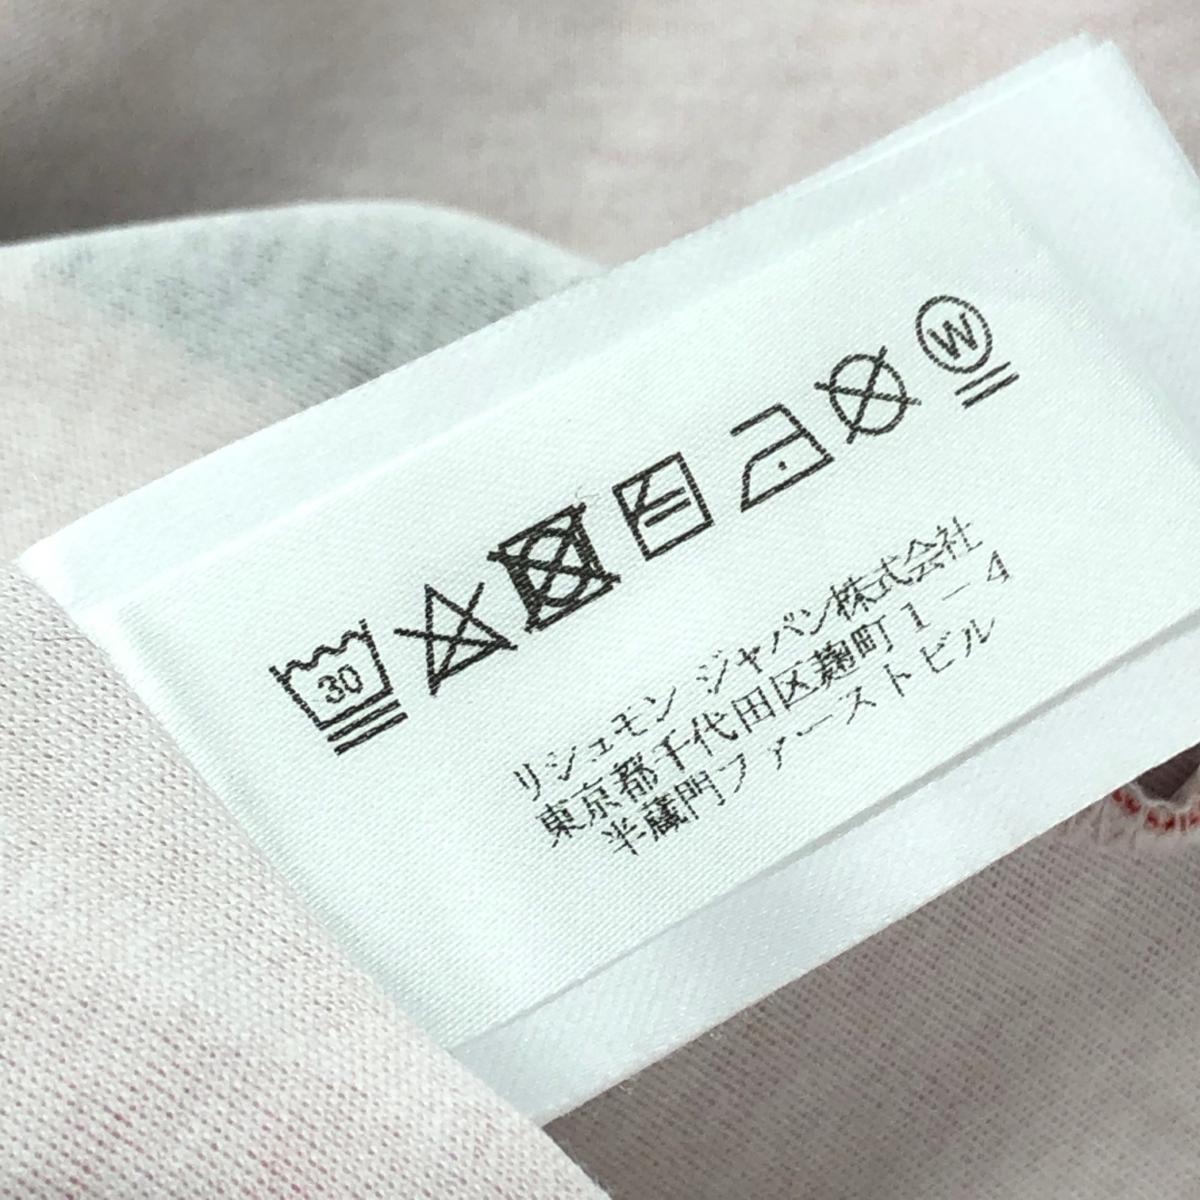 30
W
リシュモン ジャパン株式会社
東京都千代田区麹町1－4
半蔵門ファーストビル